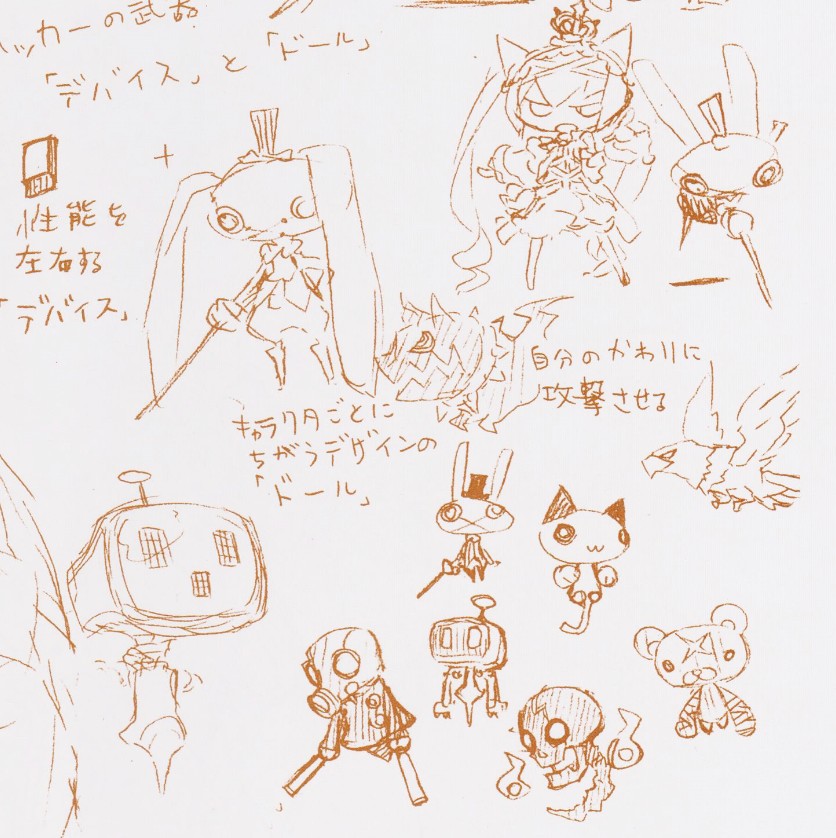 ッカーの武器
「デバイス」と「ドール」
＋
性能を
左右する
「デバイス」
自分のかわりに
攻撃させる
キャラクタごとに
ちがうデザインの
「ドール」